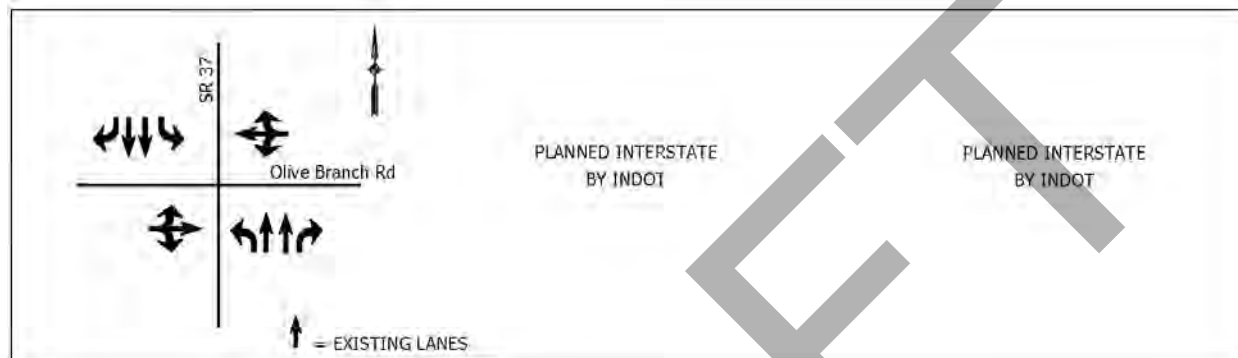 SR 37
Olive Branch Rd
= EXISTING LANES
PLANNED INTERSTATE
BY INDOT
PLANNED INTERSTATE
BY INDOT